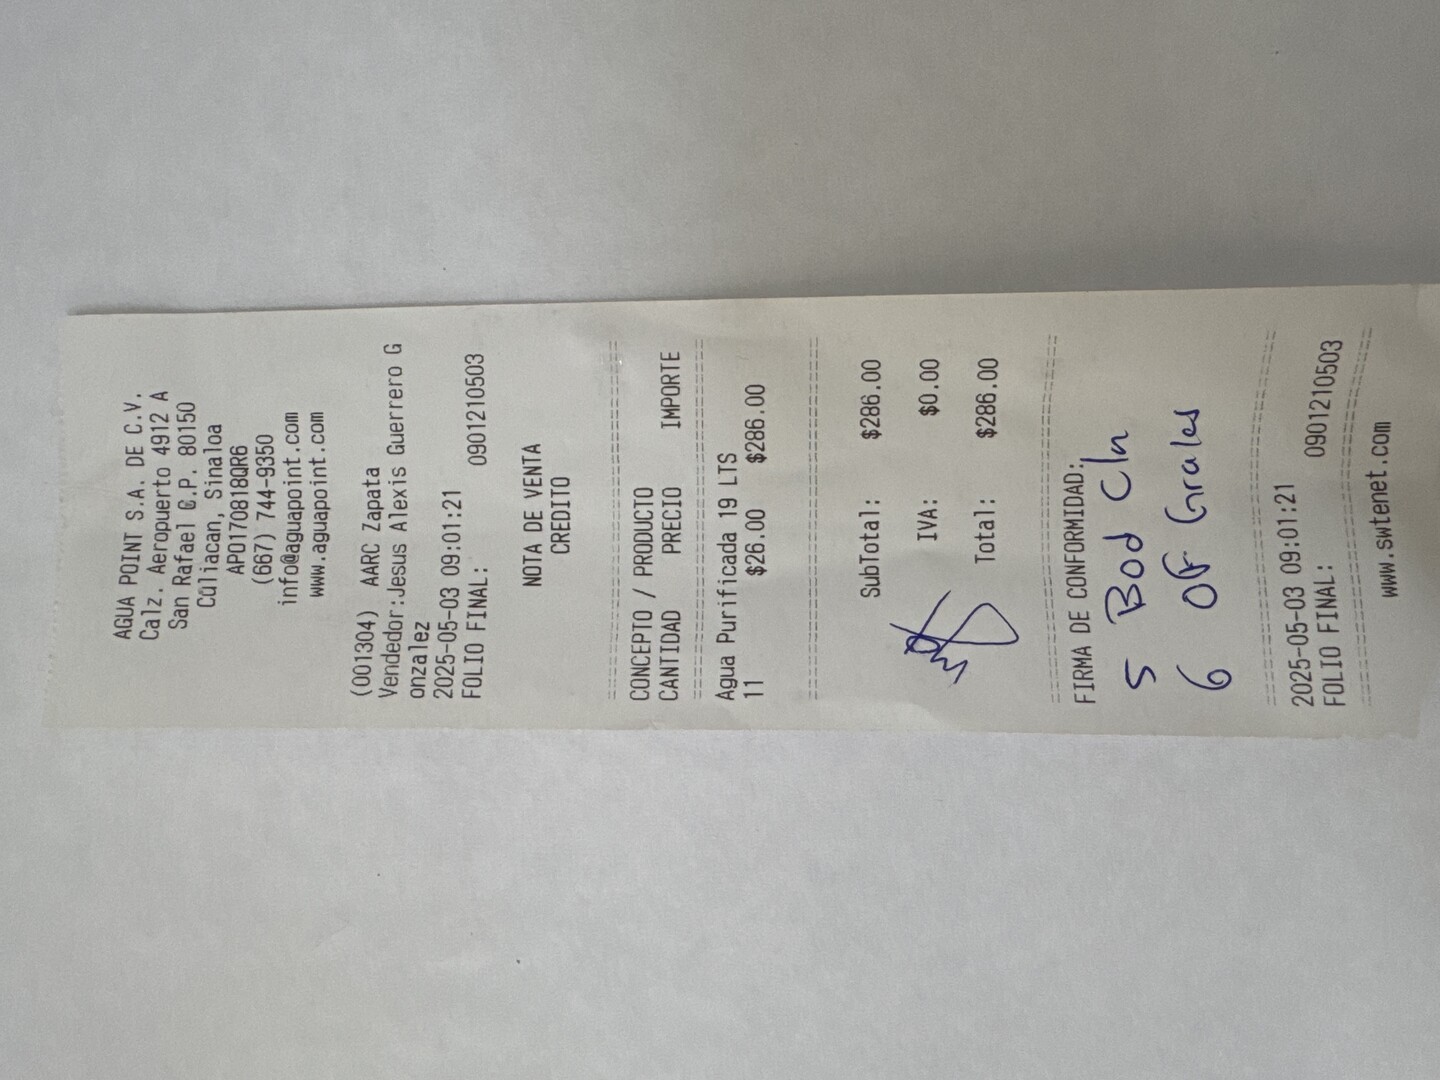 AGUA POINT S.A. DE C.V.
Calz. Aeropuerto 4912 A
San Rafael C.P. 80150
Culiacan, Sinaloa
APO170818QR6
(667) 744-9350
info@aguapoint.com
www.aguapoint.com
(001304) AARC Zapata
Vendedor:Jesus Alexis Guerrero G
onzalez
2025-05-03 09:01:21
FOLIO FINAL: 0901210503
NOTA DE VENTA
CREDITO
CONCEPTO / PRODUCTO
CANTIDAD PRECIO IMPORTE
Agua Purificada 19 LTS
11 $26.00 $286.00
SubTotal: $286.00
IVA: $0.00
Total: $286.00
FIRMA DE CONFORMIDAD:
5 Bod Cln
6 OF Grales
2025-05-03 09:01:21
FOLIO FINAL: 0901210503
www.swtenet.com